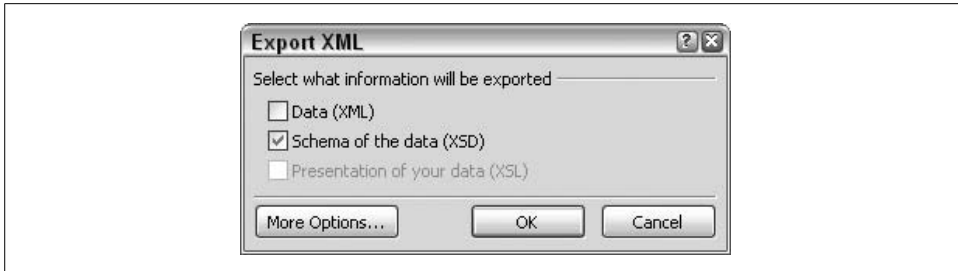 Export XML
Select what information will be exported
Data (XML)
Schema of the data (XSD)
Presentation of your data (XSL)
More Options...
OK
Cancel